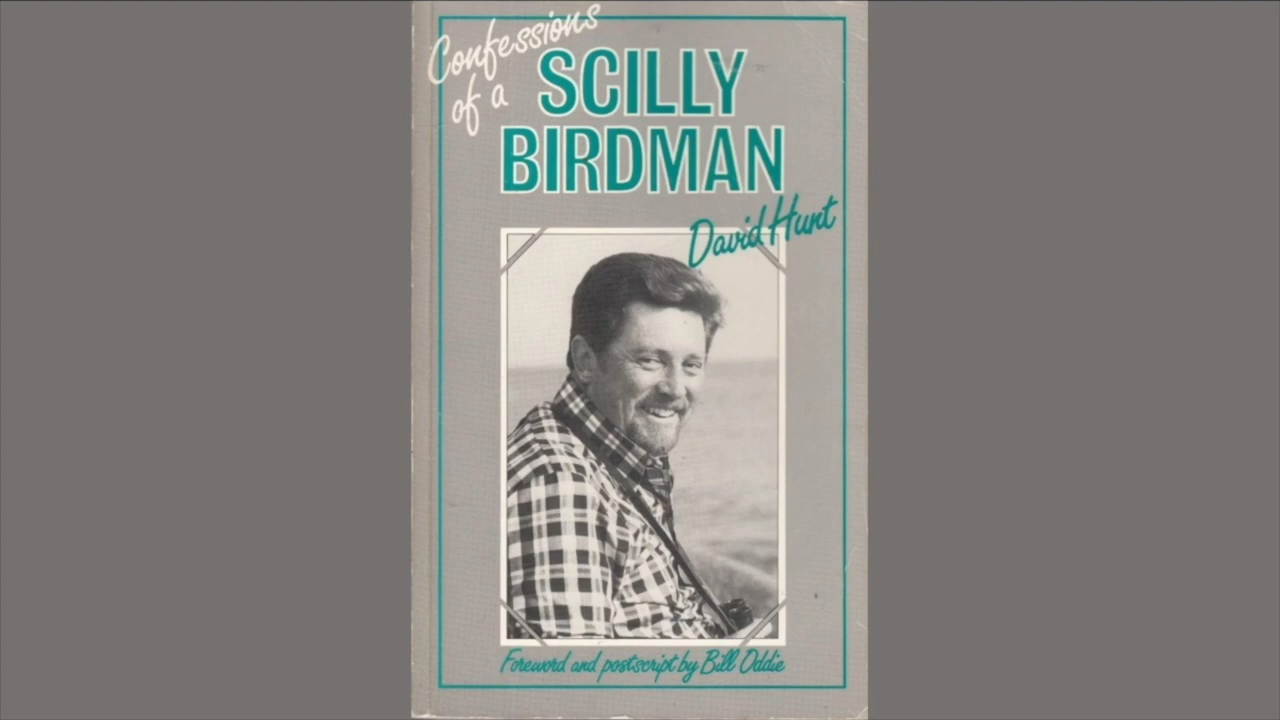 Confessions
of a
SCILLY
BIRDMAN
David Hunt
Foreword and postscript by Bill Oddie